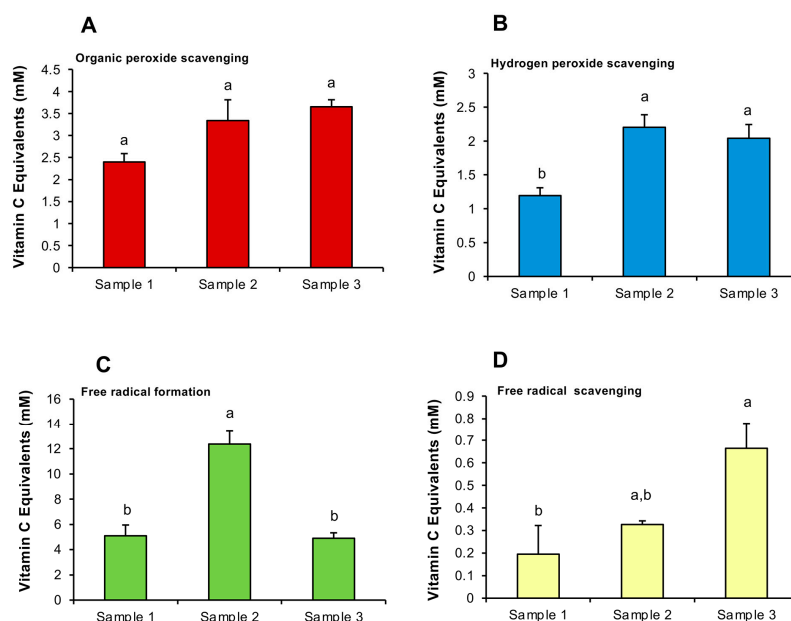 A
Organic peroxide scavenging
Vitamin C Equivalents (mM)
4.5
4
3.5
3
2.5
2
1.5
1
0.5
0
a
a
a
Sample 1
Sample 2
Sample 3
B
Hydrogen peroxide scavenging
Vitamin C Equivalents (mM)
3
2.5
2
1.5
1
0.5
0
b
a
a
Sample 1
Sample 2
Sample 3
C
Free radical formation
Vitamin C Equivalents (mM)
16
14
12
10
8
6
4
2
0
b
a
b
Sample 1
Sample 2
Sample 3
D
Free radical scavenging
Vitamin C Equivalents (mM)
0.9
0.8
0.7
0.6
0.5
0.4
0.3
0.2
0.1
0
b
a,b
a
Sample 1
Sample 2
Sample 3